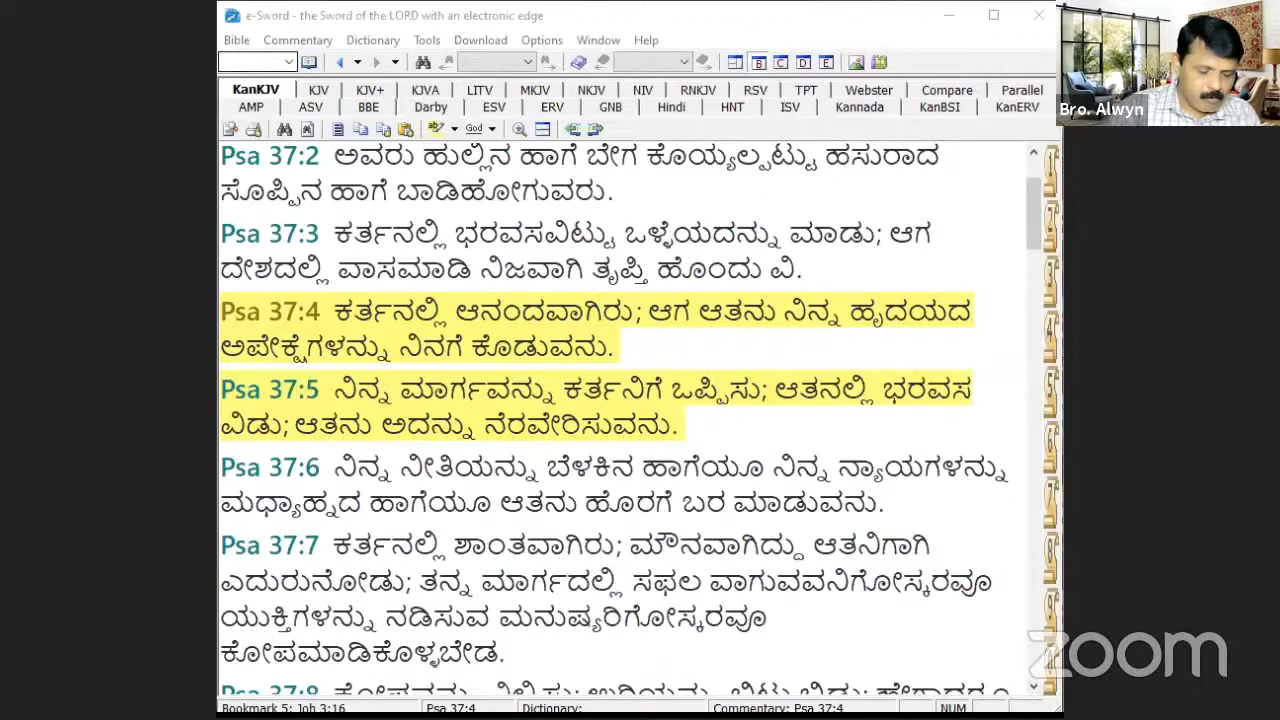 e-Sword - the Sword of the LORD with an electronic edge
Bible Commentary Dictionary Tools Download Options Window Help
KanKJV KJV KJV+ KJVA LITV MKJV NKJV NIV RNKJV RSV TPT Webster Compare Parallel
AMP ASV BBE Darby ESV ERV GNB Hindi HNT ISV Kannada KanBSI KanERV
God
Bro. Alwyn
Psa 37:2 ಅವರು ಹುಲ್ಲಿನ ಹಾಗೆ ಬೇಗ ಕೊಯ್ಯಲ್ಪಟ್ಟು ಹಸುರಾದ
ಸೊಪ್ಪಿನ ಹಾಗೆ ಬಾಡಿಹೋಗುವರು.
Psa 37:3 ಕರ್ತನಲ್ಲಿ ಭರವಸವಿಟ್ಟು ಒಳ್ಳೆಯದನ್ನು ಮಾಡು; ಆಗ
ದೇಶದಲ್ಲಿ ವಾಸಮಾಡಿ ನಿಜವಾಗಿ ತೃಪ್ತಿ ಹೊಂದು ವಿ.
Psa 37:4 ಕರ್ತನಲ್ಲಿ ಆನಂದವಾಗಿರು; ಆಗ ಆತನು ನಿನ್ನ ಹೃದಯದ
ಅಪೇಕ್ಷೆಗಳನ್ನು ನಿನಗೆ ಕೊಡುವನು.
Psa 37:5 ನಿನ್ನ ಮಾರ್ಗವನ್ನು ಕರ್ತನಿಗೆ ಒಪ್ಪಿಸು; ಆತನಲ್ಲಿ ಭರವಸ
ವಿಡು; ಆತನು ಅದನ್ನು ನೆರವೇರಿಸುವನು.
Psa 37:6 ನಿನ್ನ ನೀತಿಯನ್ನು ಬೆಳಕಿನ ಹಾಗೆಯೂ ನಿನ್ನ ನ್ಯಾಯಗಳನ್ನು
ಮಧ್ಯಾಹ್ನದ ಹಾಗೆಯೂ ಆತನು ಹೊರಗೆ ಬರ ಮಾಡುವನು.
Psa 37:7 ಕರ್ತನಲ್ಲಿ ಶಾಂತವಾಗಿರು; ಮೌನವಾಗಿದ್ದು ಆತನಿಗಾಗಿ
ಎದುರುನೋಡು; ತನ್ನ ಮಾರ್ಗದಲ್ಲಿ ಸಫಲ ವಾಗುವವನಿಗೋಸ್ಕರವೂ
ಯುಕ್ತಿಗಳನ್ನು ನಡಿಸುವ ಮನುಷ್ಯರಿಗೋಸ್ಕರವೂ
ಕೋಪಮಾಡಿಕೊಳ್ಳಬೇಡ.
Psa 37:8
zoom
Bookmark 5: Joh 3:16 Psa 37:4 Dictionary: Commentary: Psa 37:4 NUM